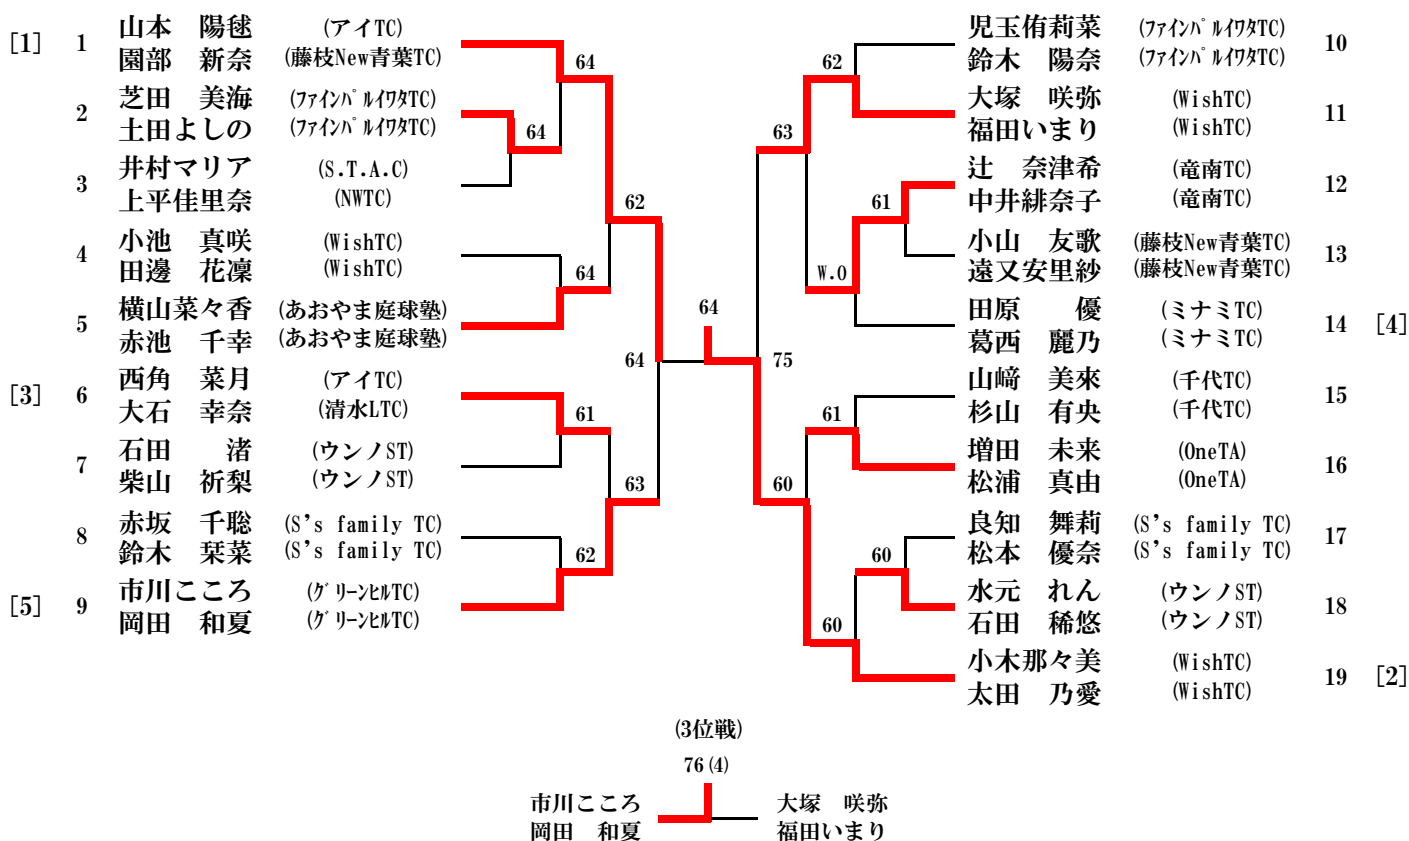 [1] 1 山本　陽毬 (アイTC)
園部　新奈 (藤枝New青葉TC)
2 芝田　美海 (ファインパルイワタTC)
土田よしの (ファインパルイワタTC)
3 井村マリア (S.T.A.C)
上平佳里奈 (NWTC)
4 小池　真咲 (WishTC)
田邊　花凜 (WishTC)
5 横山菜々香 (あおやま庭球塾)
赤池　千幸 (あおやま庭球塾)
[3] 6 西角　菜月 (アイTC)
大石　幸奈 (清水LTC)
7 石田　　渚 (ウンノST)
柴山　祈梨 (ウンノST)
8 赤坂　千聡 (S's family TC)
鈴木　栞菜 (S's family TC)
[5] 9 市川こころ (グリーンヒルTC)
岡田　和夏 (グリーンヒルTC)
64
64
62
64
64
61
63
62
64
児玉侑莉菜 (ファインパルイワタTC) 10
鈴木　陽奈 (ファインパルイワタTC)
大塚　咲弥 (WishTC) 11
福田いまり (WishTC)
辻　奈津希 (竜南TC) 12
中井緋奈子 (竜南TC)
小山　友歌 (藤枝New青葉TC) 13
遠又安里紗 (藤枝New青葉TC)
田原　　優 (ミナミTC) 14 [4]
葛西　麗乃 (ミナミTC)
山﨑　美來 (千代TC) 15
杉山　有央 (千代TC)
増田　未来 (OneTA) 16
松浦　真由 (OneTA)
良知　舞莉 (S's family TC) 17
松本　優奈 (S's family TC)
水元　れん (ウンノST) 18
石田　稀悠 (ウンノST)
小木那々美 (WishTC) 19 [2]
太田　乃愛 (WishTC)
62
63
61
W.0
75
61
60
60
60
(3位戦)
76(4)
市川こころ 大塚　咲弥
岡田　和夏 福田いまり